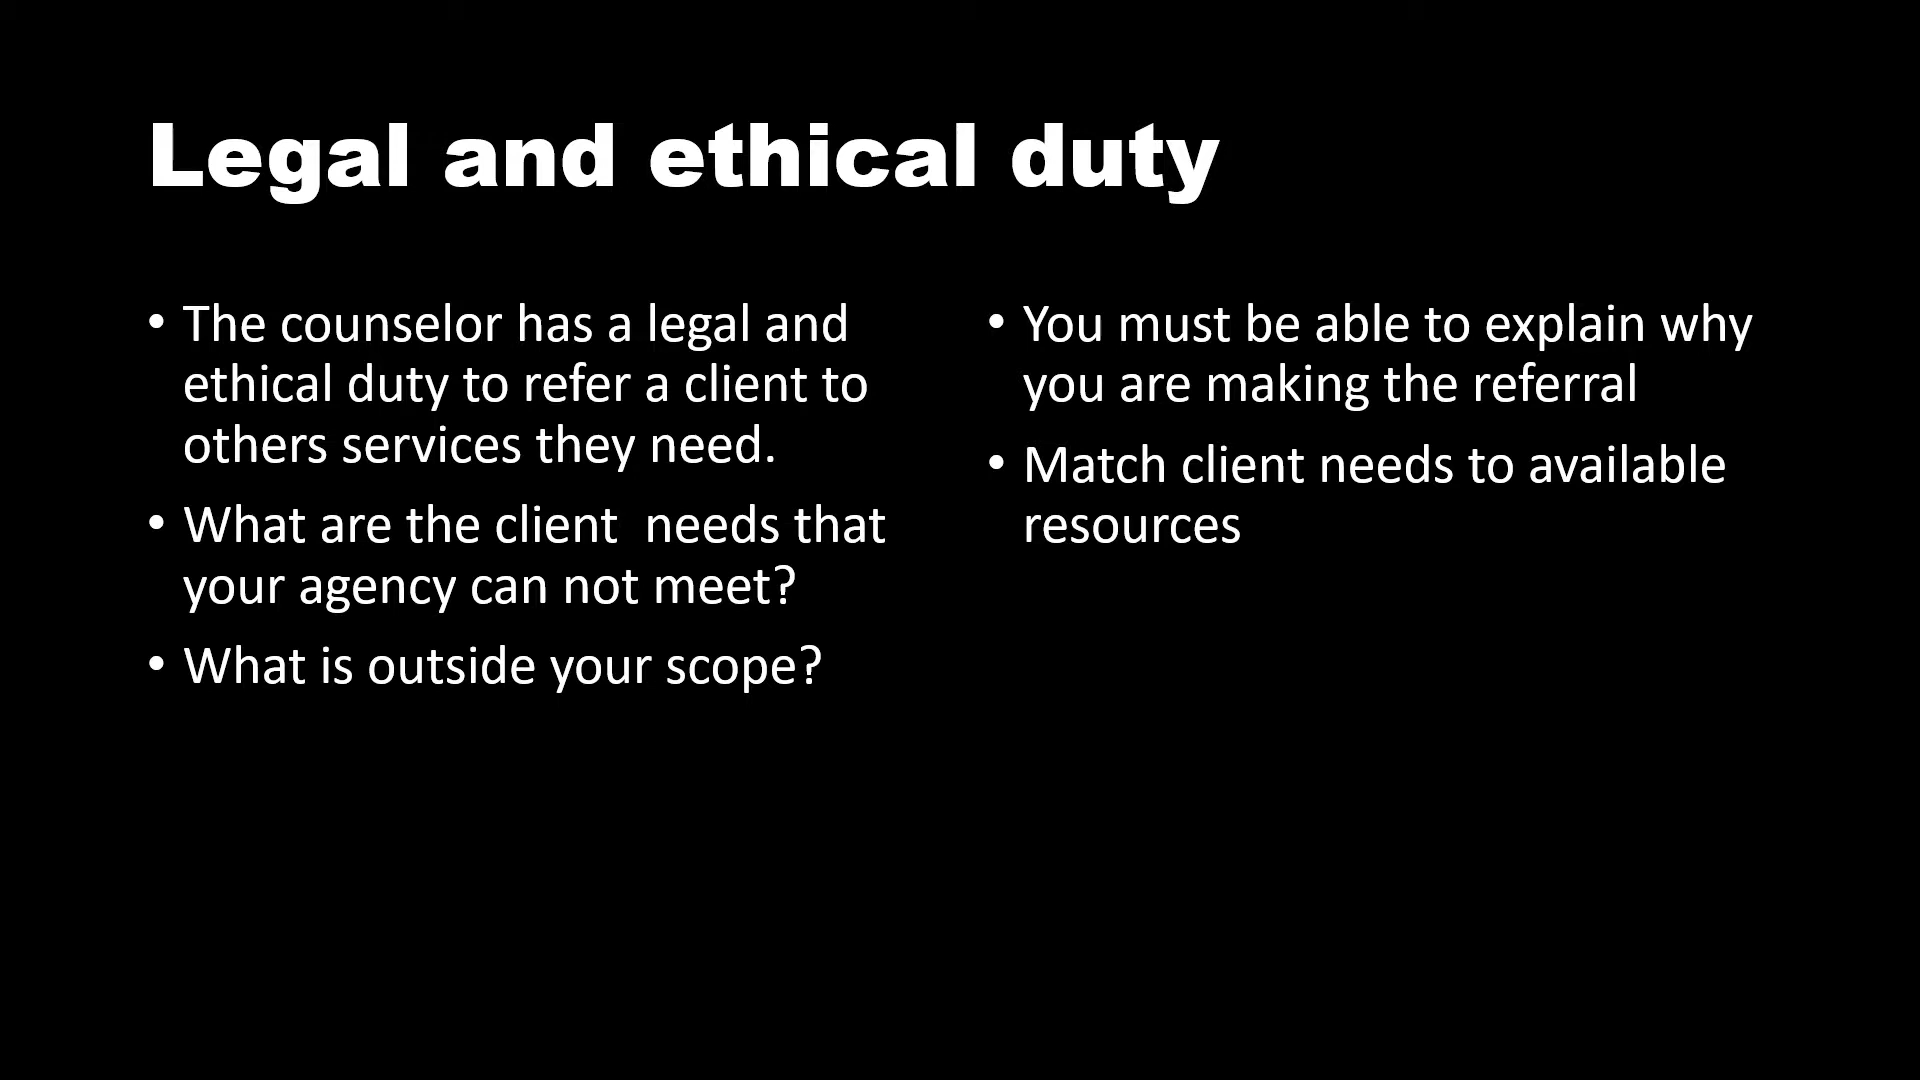 Legal and ethical duty
• The counselor has a legal and
ethical duty to refer a client to
others services they need.
• What are the client  needs that
your agency can not meet?
• What is outside your scope?
• You must be able to explain why
you are making the referral
• Match client needs to available
resources